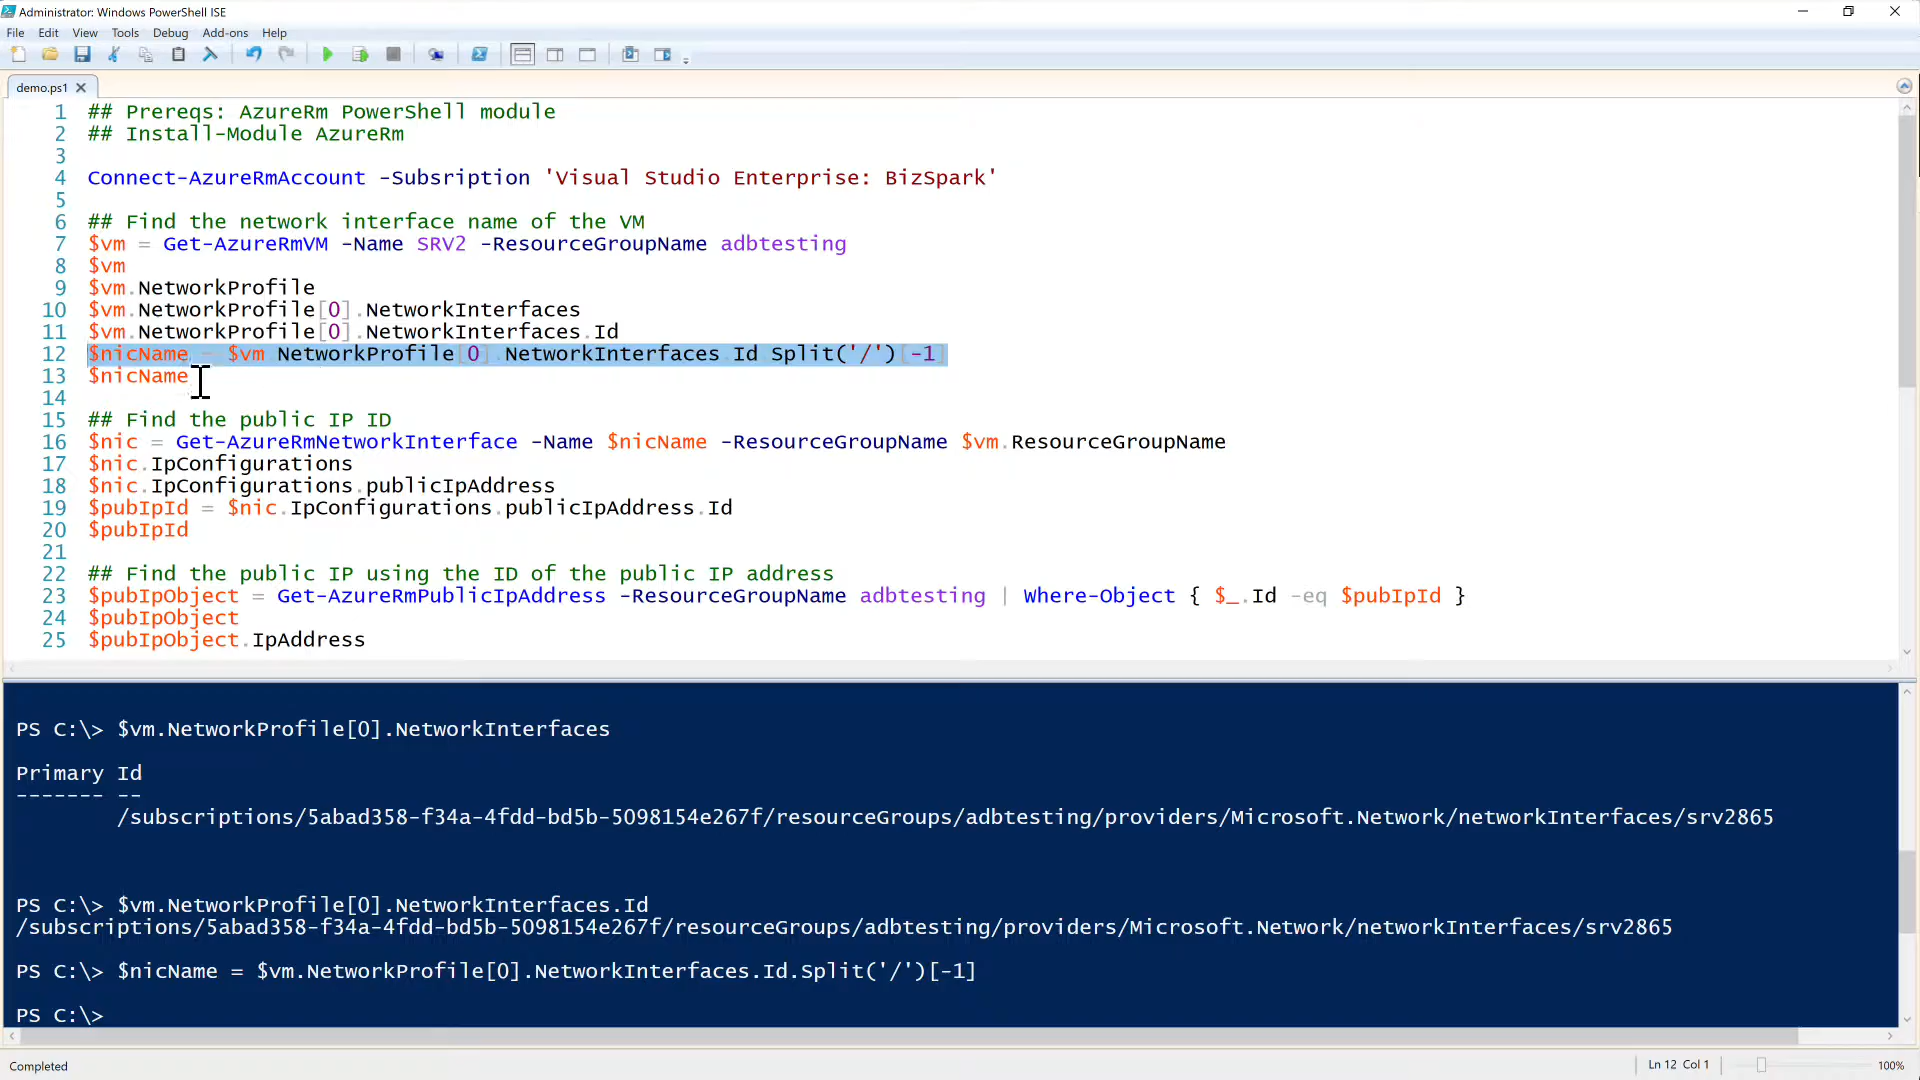 Administrator: Windows PowerShell ISE
File Edit View Tools Debug Add-ons Help
demo.ps1
1 ## Prereqs: AzureRm PowerShell module
2 ## Install-Module AzureRm
3
4 Connect-AzureRmAccount -Subsription 'Visual Studio Enterprise: BizSpark'
5
6 ## Find the network interface name of the VM
7 $vm = Get-AzureRmVM -Name SRV2 -ResourceGroupName adbtesting
8 $vm
9 $vm.NetworkProfile
10 $vm.NetworkProfile[0].NetworkInterfaces
11 $vm.NetworkProfile[0].NetworkInterfaces.Id
12 $nicName = $vm.NetworkProfile[0].NetworkInterfaces.Id.Split('/')[-1]
13 $nicName
14
15 ## Find the public IP ID
16 $nic = Get-AzureRmNetworkInterface -Name $nicName -ResourceGroupName $vm.ResourceGroupName
17 $nic.IpConfigurations
18 $nic.IpConfigurations.publicIpAddress
19 $pubIpId = $nic.IpConfigurations.publicIpAddress.Id
20 $pubIpId
21
22 ## Find the public IP using the ID of the public IP address
23 $pubIpObject = Get-AzureRmPublicIpAddress -ResourceGroupName adbtesting | Where-Object { $_.Id -eq $pubIpId }
24 $pubIpObject
25 $pubIpObject.IpAddress
PS C:\> $vm.NetworkProfile[0].NetworkInterfaces
Primary Id
------- --
/subscriptions/5abad358-f34a-4fdd-bd5b-5098154e267f/resourceGroups/adbtesting/providers/Microsoft.Network/networkInterfaces/srv2865
PS C:\> $vm.NetworkProfile[0].NetworkInterfaces.Id
/subscriptions/5abad358-f34a-4fdd-bd5b-5098154e267f/resourceGroups/adbtesting/providers/Microsoft.Network/networkInterfaces/srv2865
PS C:\> $nicName = $vm.NetworkProfile[0].NetworkInterfaces.Id.Split('/')[-1]
PS C:\>
Completed
Ln 12 Col 1
100%